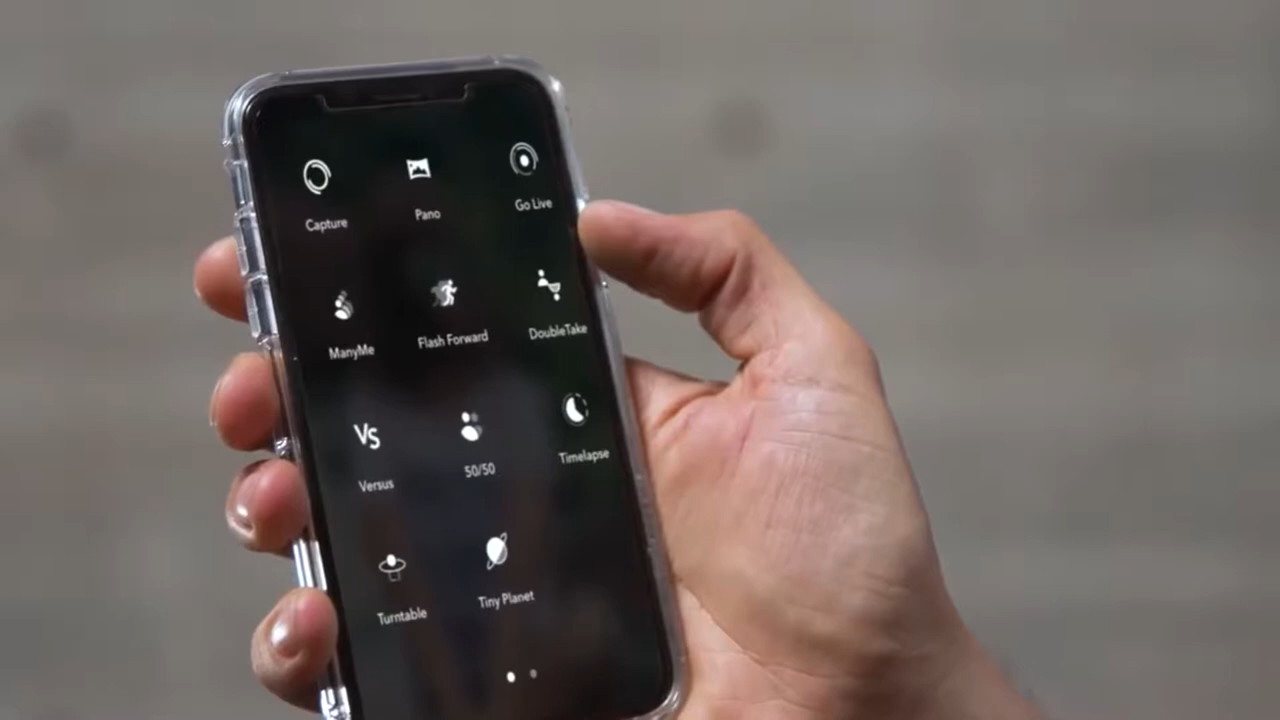 Capture
Pano
Go Live
ManyMe
Flash Forward
DoubleTake
VS
Versus
50/50
Timelapse
Turntable
Tiny Planet